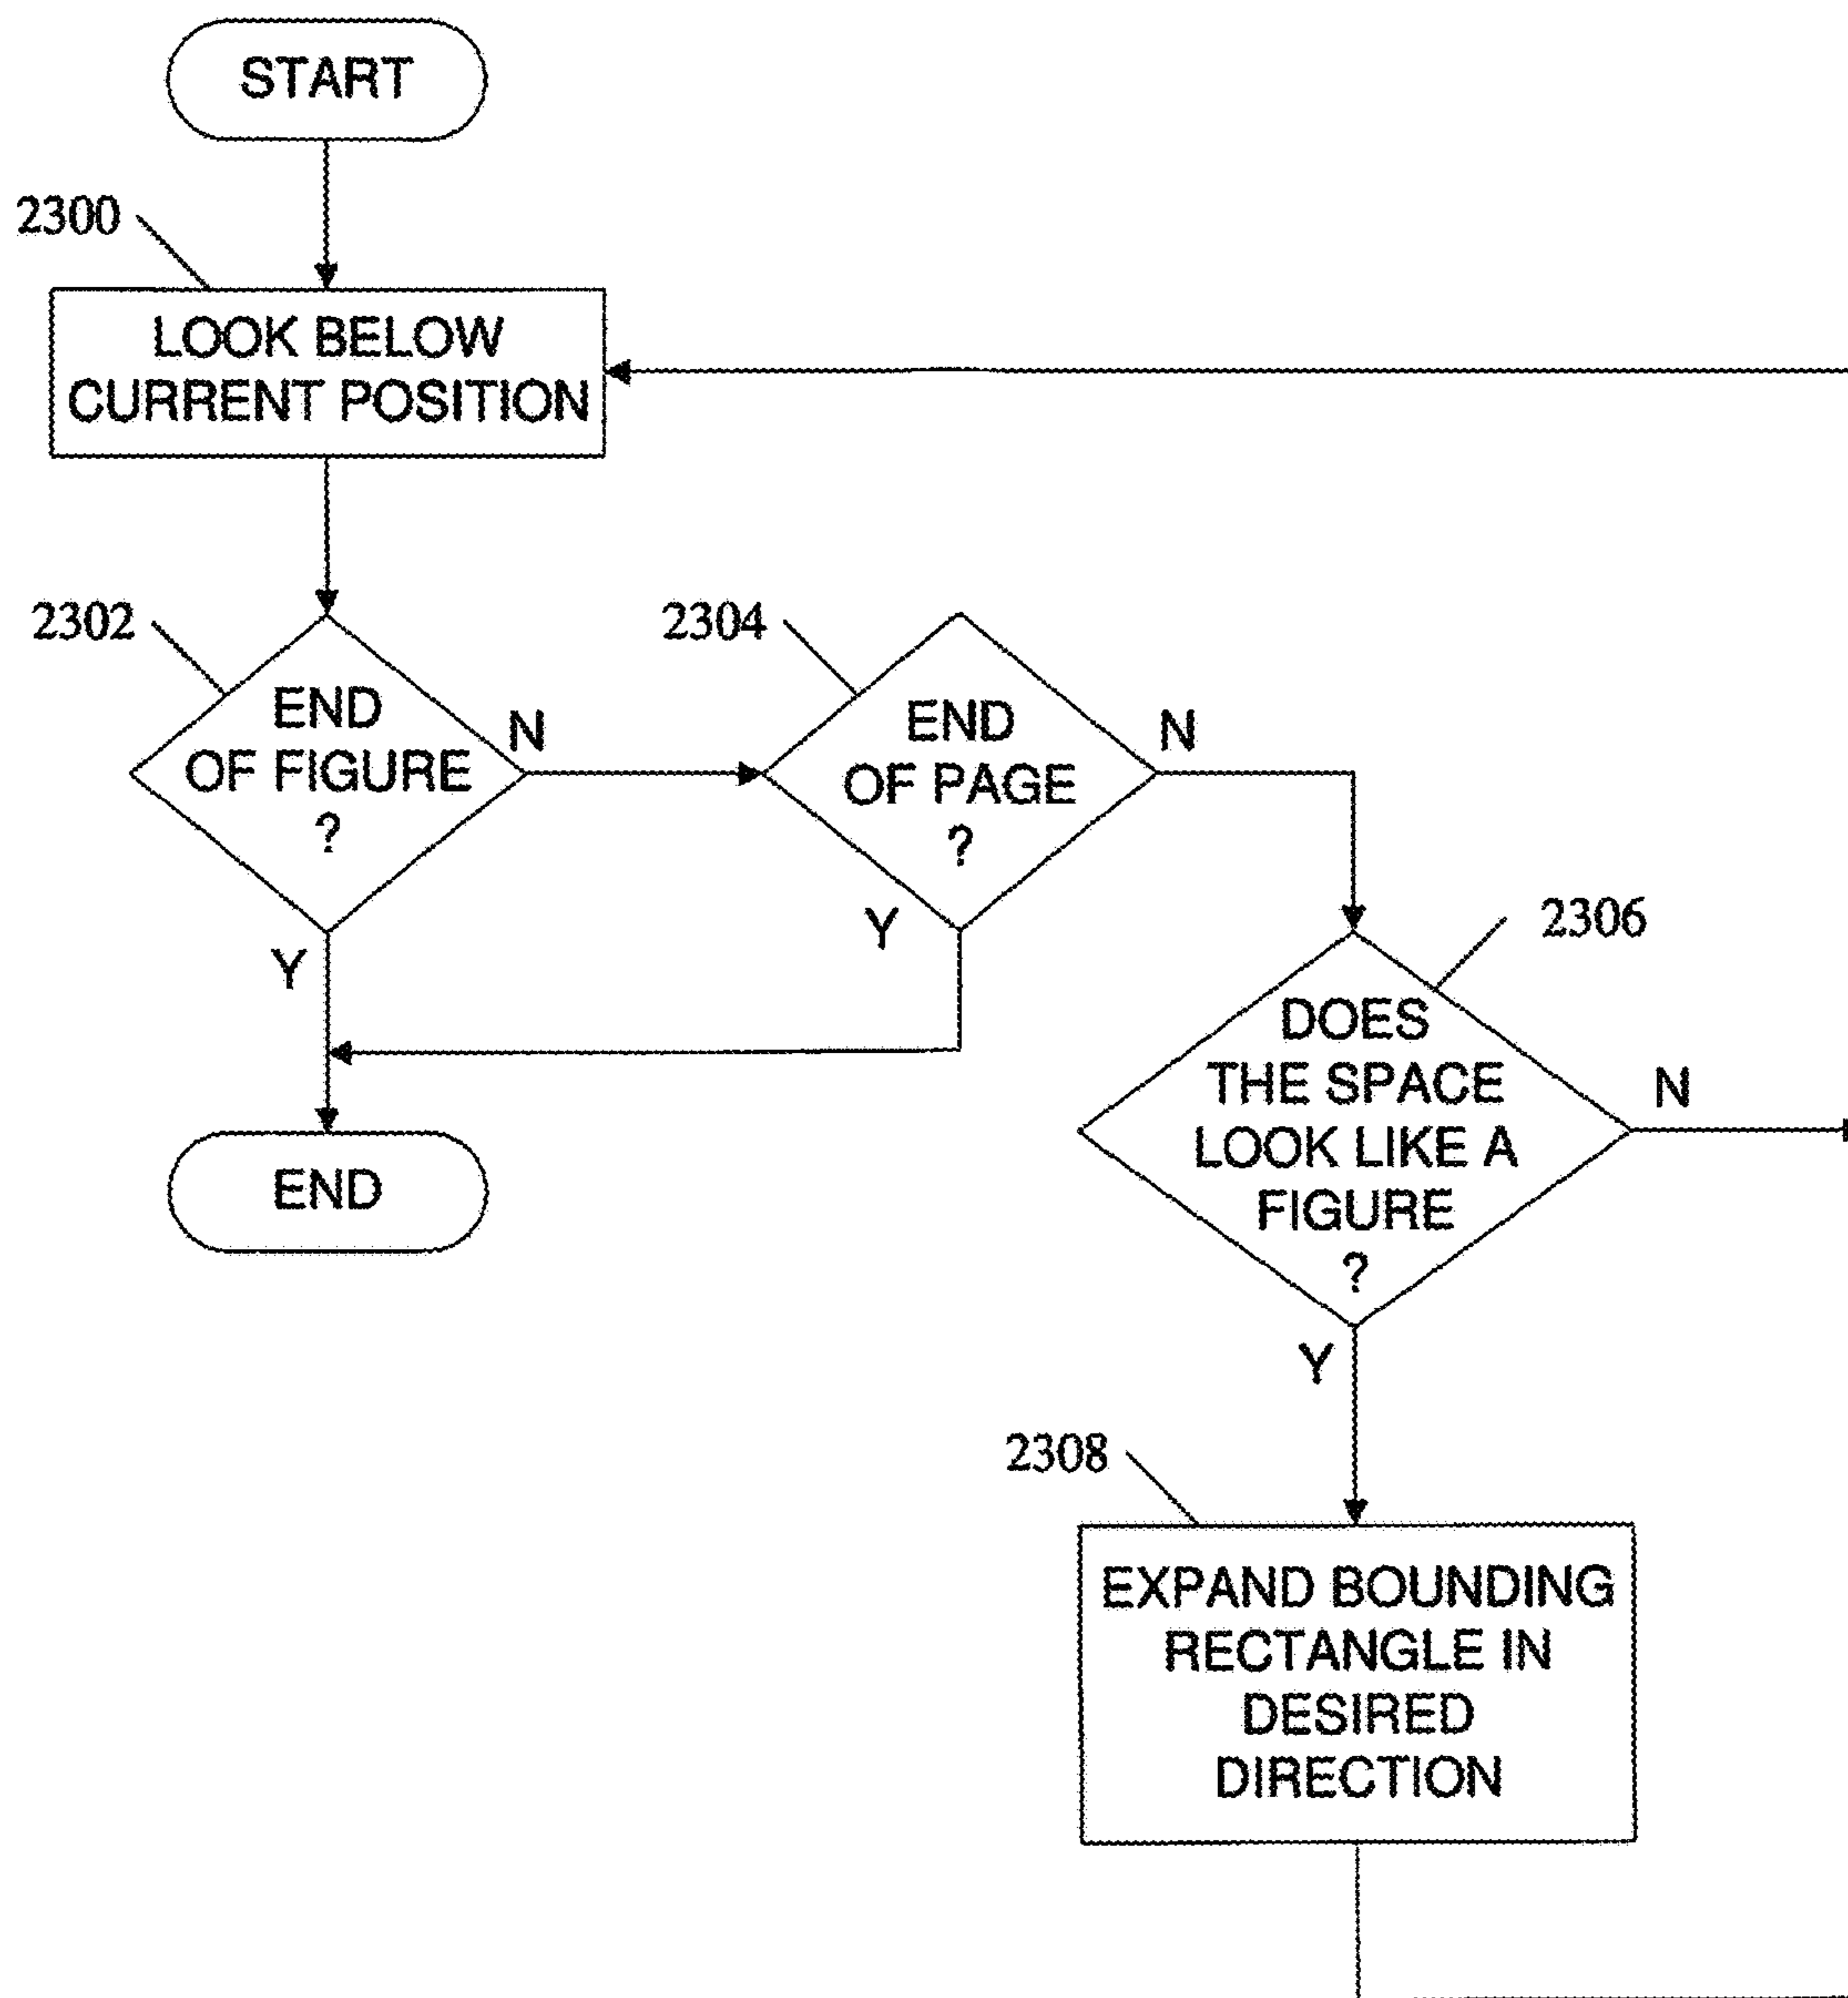 START
2300
LOOK BELOW
CURRENT POSITION
2302
END
OF FIGURE
?
N
Y
2304
END
OF PAGE
?
N
Y
2306
DOES
THE SPACE
LOOK LIKE A
FIGURE
?
N
Y
END
2308
EXPAND BOUNDING
RECTANGLE IN
DESIRED
DIRECTION